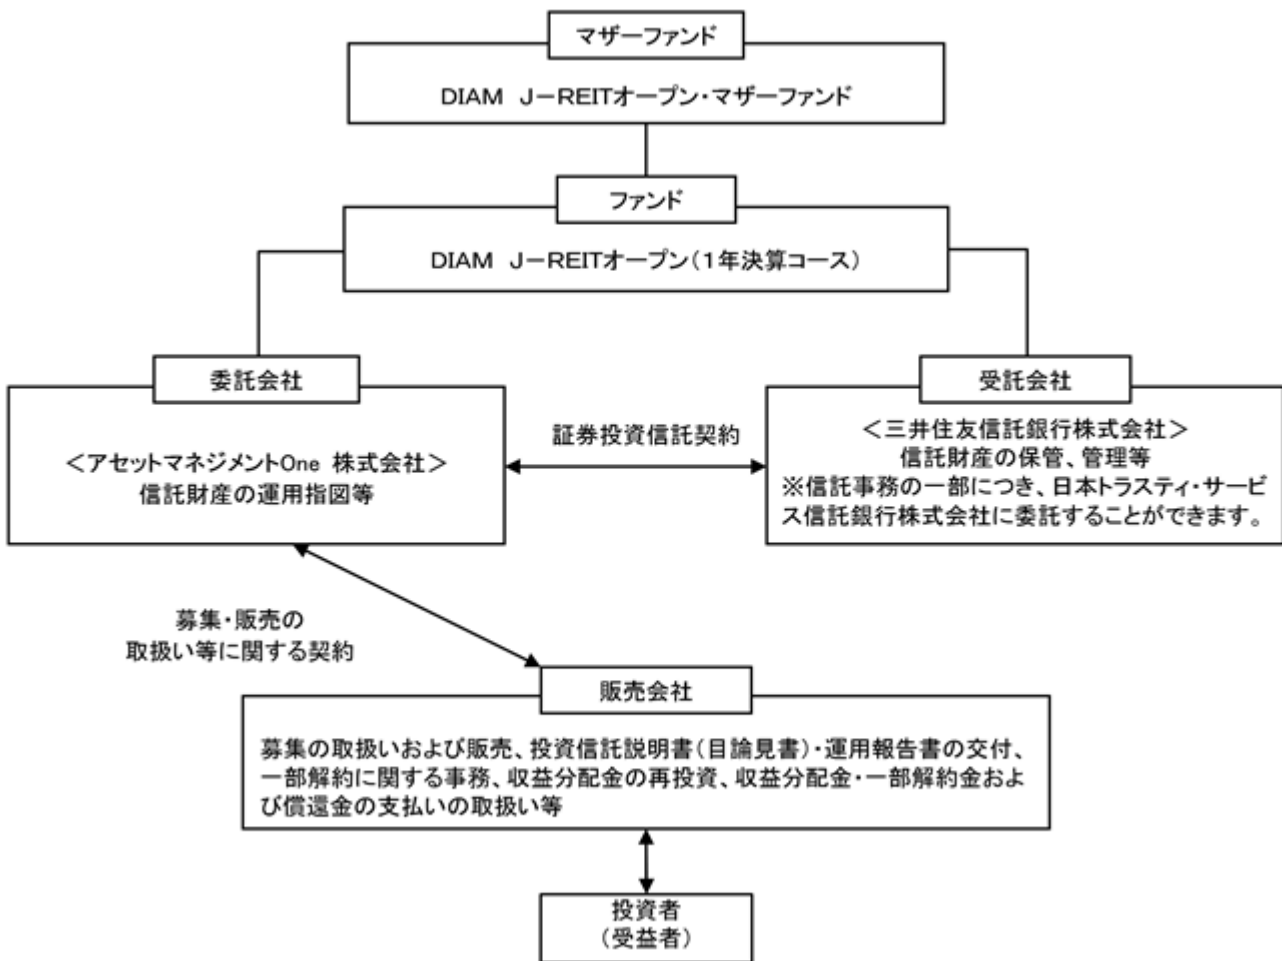 マザーファンド
DIAM J-REITオープン・マザーファンド
ファンド
DIAM J-REITオープン(1年決算コース)
委託会社
<アセットマネジメントOne 株式会社>
信託財産の運用指図等
証券投資信託契約
受託会社
<三井住友信託銀行株式会社>
信託財産の保管、管理等
※信託事務の一部につき、日本トラスティ・サービ
ス信託銀行株式会社に委託することができます。
募集・販売の
取扱い等に関する契約
販売会社
募集の取扱いおよび販売、投資信託説明書(目論見書)・運用報告書の交付、
一部解約に関する事務、収益分配金の再投資、収益分配金・一部解約金およ
び償還金の支払いの取扱い等
投資者
(受益者)